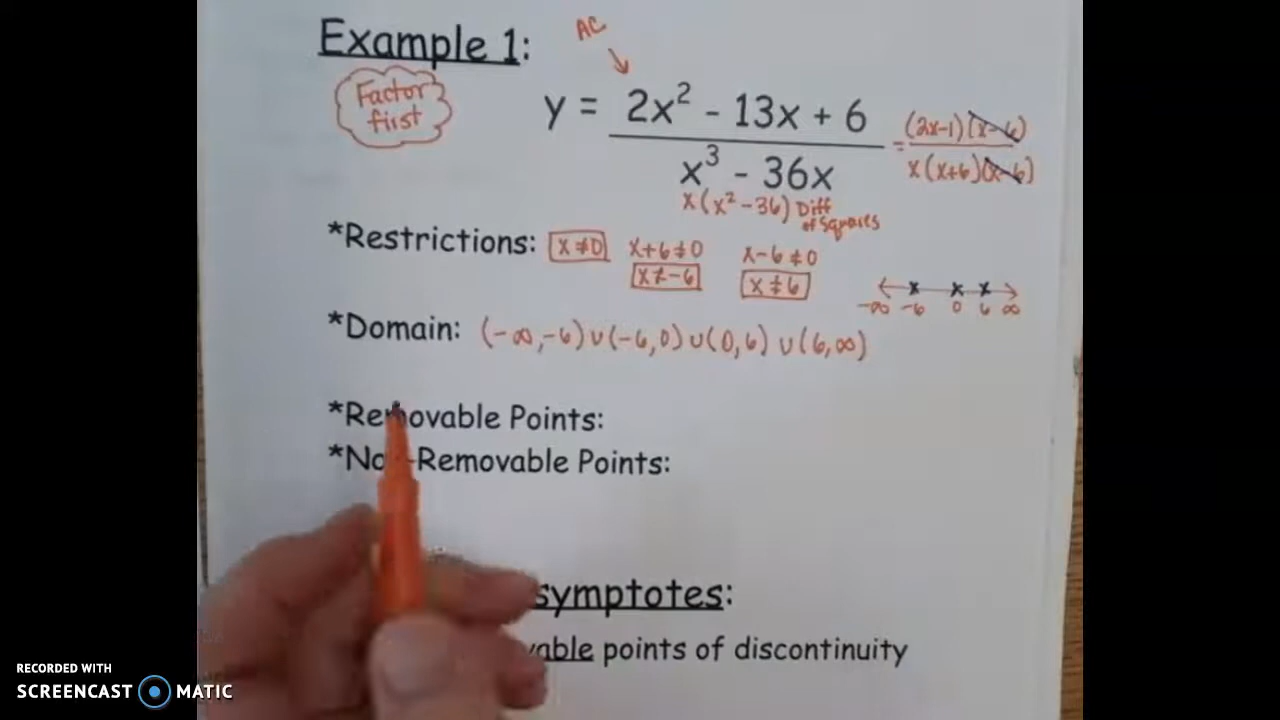 Example 1:
AC
Factor
first
y = 2x² - 13x + 6
x³ - 36x
= (2x-1)(x-6)
x(x+6)(x-6)
x(x²-36) Diff
of Squares
*Restrictions: x≠0 x+6≠0 x-6≠0
x≠-6 x≠6
-∞ -6 0 6 ∞
*Domain: (-∞,-6)∪(-6,0)∪(0,6)∪(6,∞)
*Removable Points:
Removable Points:
points of discontinuity
RECORDED WITH
SCREENCAST MATIC